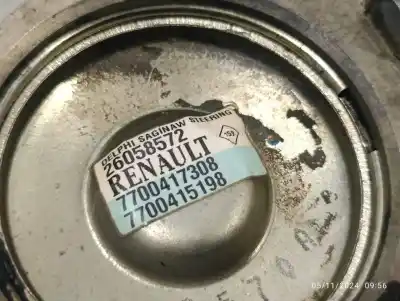 DELPHI SAGINAW STEERING
26058572
RENAULT
7700417308
7700415198
05/11/2024 09:56